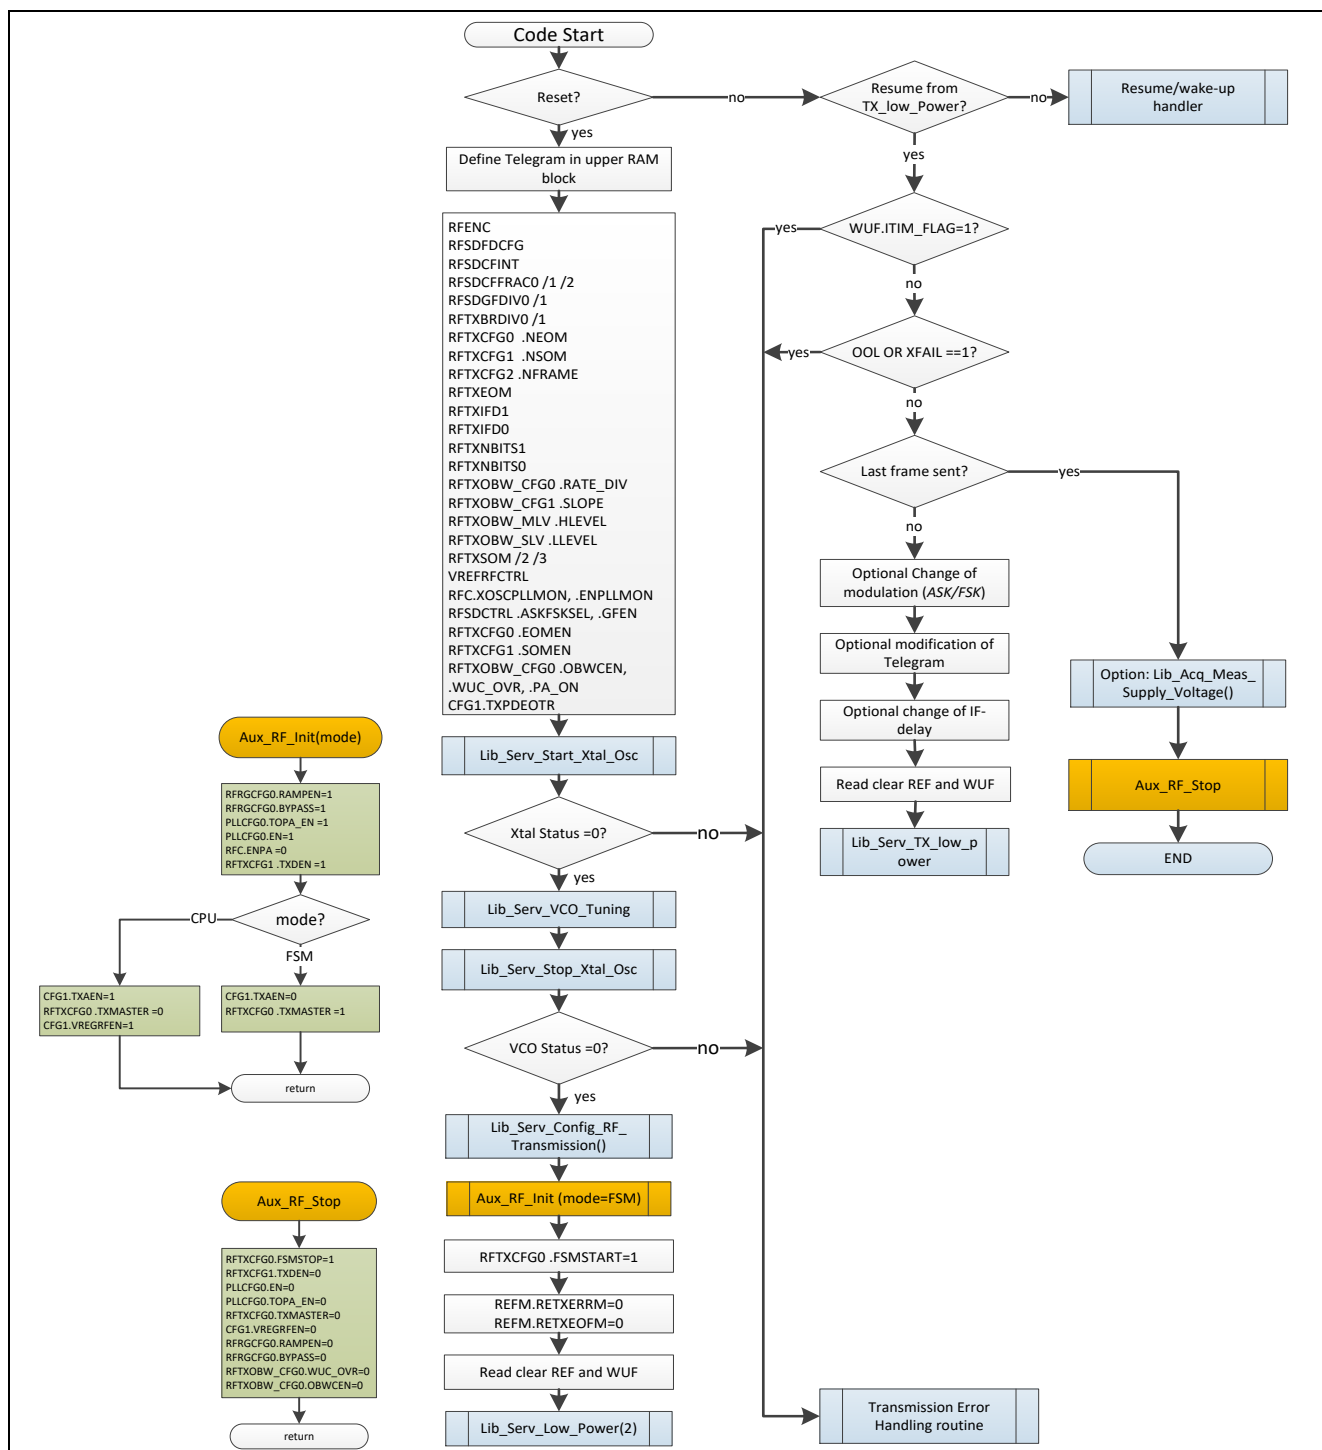 Code Start
Reset?
no
yes
Resume from
TX_low_Power?
no
yes
Resume/wake-up
handler
Define Telegram in upper RAM
block
RFENC
RFSDFDCFG
RFSDCFINT
RFSDCFFRAC0 /1 /2
RFSDGFDIV0 /1
RFTXBRDIV0 /1
RFTXCFG0 .NEOM
RFTXCFG1 .NSOM
RFTXCFG2 .NFRAME
RFTXEOM
RFTXIFD1
RFTXIFD0
RFTXNBITS1
RFTXNBITS0
RFTXOBW_CFG0 .RATE_DIV
RFTXOBW_CFG1 .SLOPE
RFTXOBW_MLV .HLEVEL
RFTXOBW_SLV .LLEVEL
RFTXSOM /2 /3
VREFRFCTRL
RFC.XOSCPLLMON, .ENPLLMON
RFSDCTRL .ASKFSKSEL, .GFEN
RFTXCFG0 .EOMEN
RFTXCFG1 .SOMEN
RFTXOBW_CFG0 .OBWCEN,
.WUC_OVR, .PA_ON
CFG1.TXPDEOTR
Lib_Serv_Start_Xtal_Osc
Xtal Status =0?
no
yes
Lib_Serv_VCO_Tuning
Lib_Serv_Stop_Xtal_Osc
VCO Status =0?
no
yes
Lib_Serv_Config_RF_
Transmission()
Aux_RF_Init (mode=FSM)
RFTXCFG0 .FSMSTART=1
REFM.RETXERRM=0
REFM.RETXEOFM=0
Read clear REF and WUF
Lib_Serv_Low_Power(2)
WUF.ITIM_FLAG=1?
yes
no
OOL OR XFAIL ==1?
yes
no
Last frame sent?
yes
no
Optional Change of
modulation (ASK/FSK)
Optional modification of
Telegram
Optional change of IF-
delay
Read clear REF and WUF
Lib_Serv_TX_low_p
ower
Option: Lib_Acq_Meas_
Supply_Voltage()
Aux_RF_Stop
END
Transmission Error
Handling routine
Aux_RF_Init(mode)
RFRGCFG0.RAMPEN=1
RFRGCFG0.BYPASS=1
PLLCFG0.TOPA_EN =1
PLLCFG0.EN=1
RFC.ENPA =0
RFTXCFG1 .TXDEN =1
mode?
CPU
FSM
CFG1.TXAEN=1
RFTXCFG0 .TXMASTER =0
CFG1.VREGRFEN=1
CFG1.TXAEN=0
RFTXCFG0 .TXMASTER =1
return
Aux_RF_Stop
RFTXCFG0.FSMSTOP=1
RFTXCFG1.TXDEN=0
PLLCFG0.EN=0
PLLCFG0.TOPA_EN=0
RFTXCFG0.TXMASTER=0
CFG1.VREGRFEN=0
RFRGCFG0.RAMPEN=0
RFRGCFG0.BYPASS=0
RFTXOBW_CFG0.WUC_OVR=0
RFTXOBW_CFG0.OBWCEN=0
return